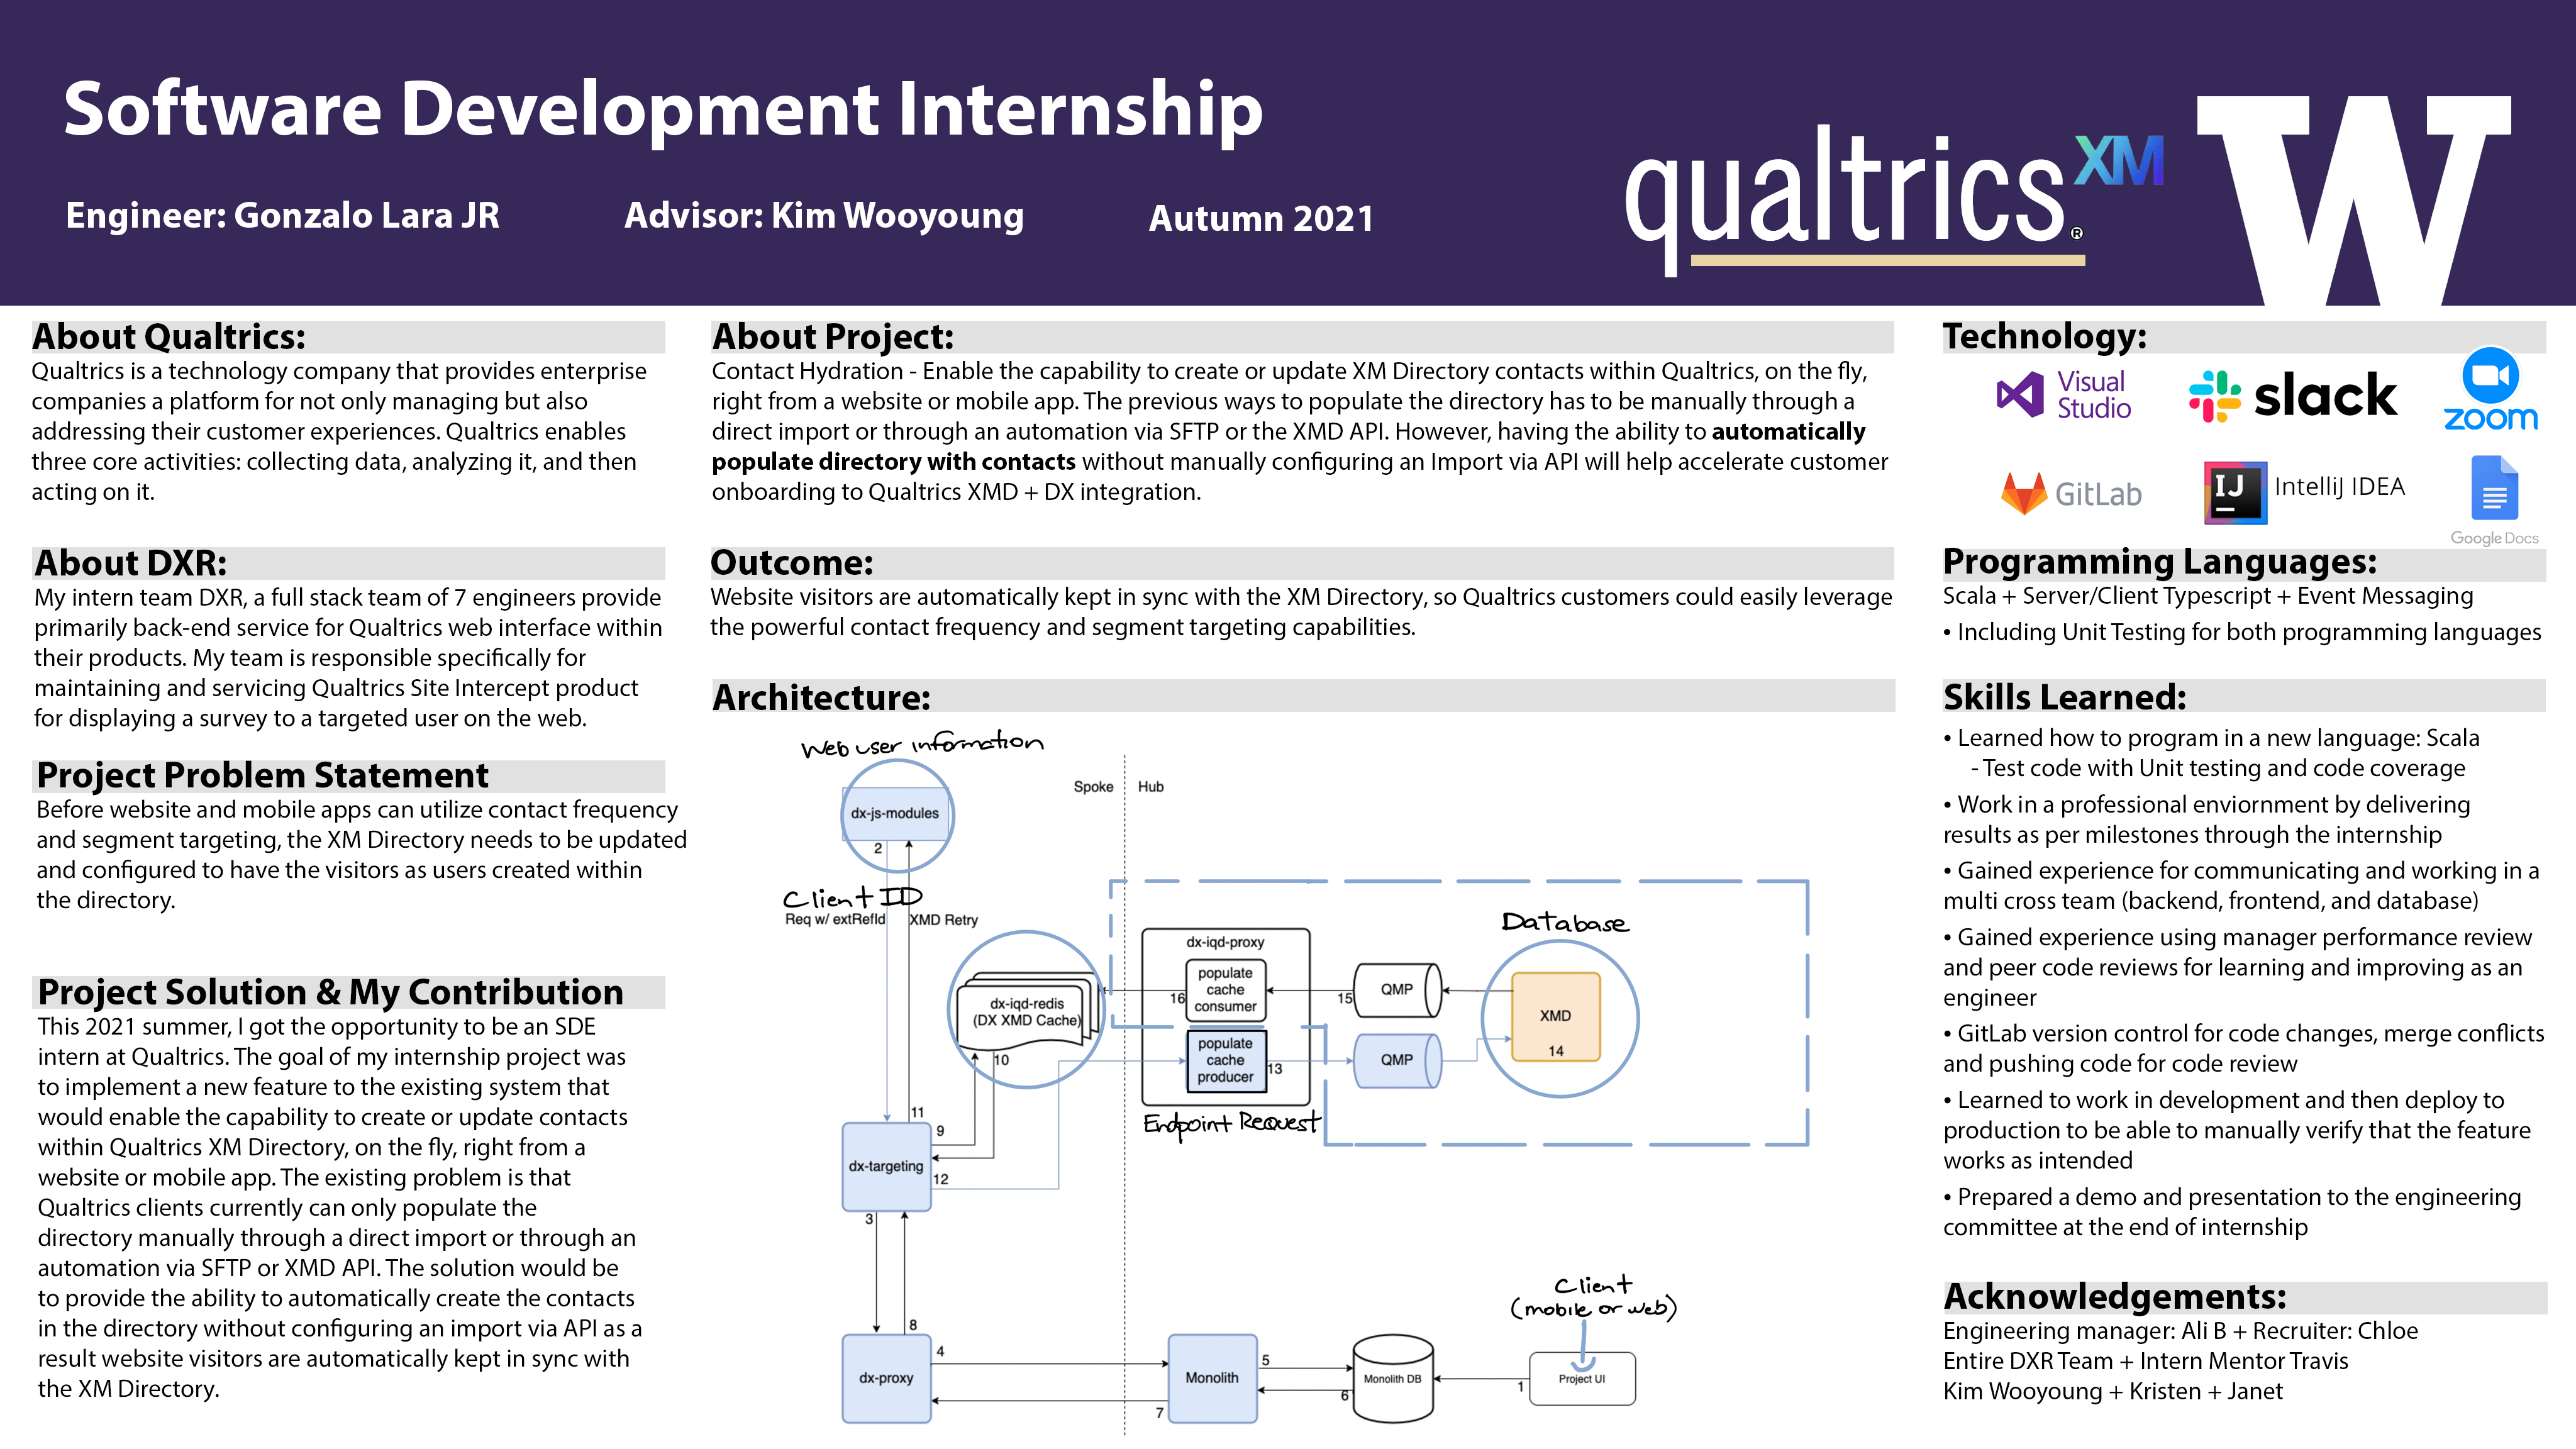 Software Development Internship
Engineer: Gonzalo Lara JR
Advisor: Kim Wooyoung
Autumn 2021
qualtrics.® XM
W
About Qualtrics:
Qualtrics is a technology company that provides enterprise
companies a platform for not only managing but also
addressing their customer experiences. Qualtrics enables
three core activities: collecting data, analyzing it, and then
acting on it.
About DXR:
My intern team DXR, a full stack team of 7 engineers provide
primarily back-end service for Qualtrics web interface within
their products. My team is responsible specifically for
maintaining and servicing Qualtrics Site Intercept product
for displaying a survey to a targeted user on the web.
Project Problem Statement
Before website and mobile apps can utilize contact frequency
and segment targeting, the XM Directory needs to be updated
and configured to have the visitors as users created within
the directory.
Project Solution & My Contribution
This 2021 summer, I got the opportunity to be an SDE
intern at Qualtrics. The goal of my internship project was
to implement a new feature to the existing system that
would enable the capability to create or update contacts
within Qualtrics XM Directory, on the fly, right from a
website or mobile app. The existing problem is that
Qualtrics clients currently can only populate the
directory manually through a direct import or through an
automation via SFTP or XMD API. The solution would be
to provide the ability to automatically create the contacts
in the directory without configuring an import via API as a
result website visitors are automatically kept in sync with
the XM Directory.
About Project:
Contact Hydration - Enable the capability to create or update XM Directory contacts within Qualtrics, on the fly,
right from a website or mobile app. The previous ways to populate the directory has to be manually through a
direct import or through an automation via SFTP or the XMD API. However, having the ability to automatically
populate directory with contacts without manually configuring an Import via API will help accelerate customer
onboarding to Qualtrics XMD + DX integration.
Outcome:
Website visitors are automatically kept in sync with the XM Directory, so Qualtrics customers could easily leverage
the powerful contact frequency and segment targeting capabilities.
Architecture:
Web user information
Spoke
Hub
dx-js-modules
2
Client ID
Req w/ extRefId
XMD Retry
dx-iqd-redis
(DX XMD Cache)
10
dx-iqd-proxy
populate
cache
consumer
16
15
QMP
Database
XMD
14
populate
cache
producer
13
QMP
Endpoint Request
11
9
dx-targeting
12
3
8
dx-proxy
4
7
Monolith
5
6
Monolith DB
1
Client
(mobile or web)
Project UI
Technology:
Visual
Studio
slack
zoom
GitLab
IJ
IntelliJ IDEA
Google Docs
Programming Languages:
Scala + Server/Client Typescript + Event Messaging
• Including Unit Testing for both programming languages
Skills Learned:
• Learned how to program in a new language: Scala
- Test code with Unit testing and code coverage
• Work in a professional enviornment by delivering
results as per milestones through the internship
• Gained experience for communicating and working in a
multi cross team (backend, frontend, and database)
• Gained experience using manager performance review
and peer code reviews for learning and improving as an
engineer
• GitLab version control for code changes, merge conflicts
and pushing code for code review
• Learned to work in development and then deploy to
production to be able to manually verify that the feature
works as intended
• Prepared a demo and presentation to the engineering
committee at the end of internship
Acknowledgements:
Engineering manager: Ali B + Recruiter: Chloe
Entire DXR Team + Intern Mentor Travis
Kim Wooyoung + Kristen + Janet